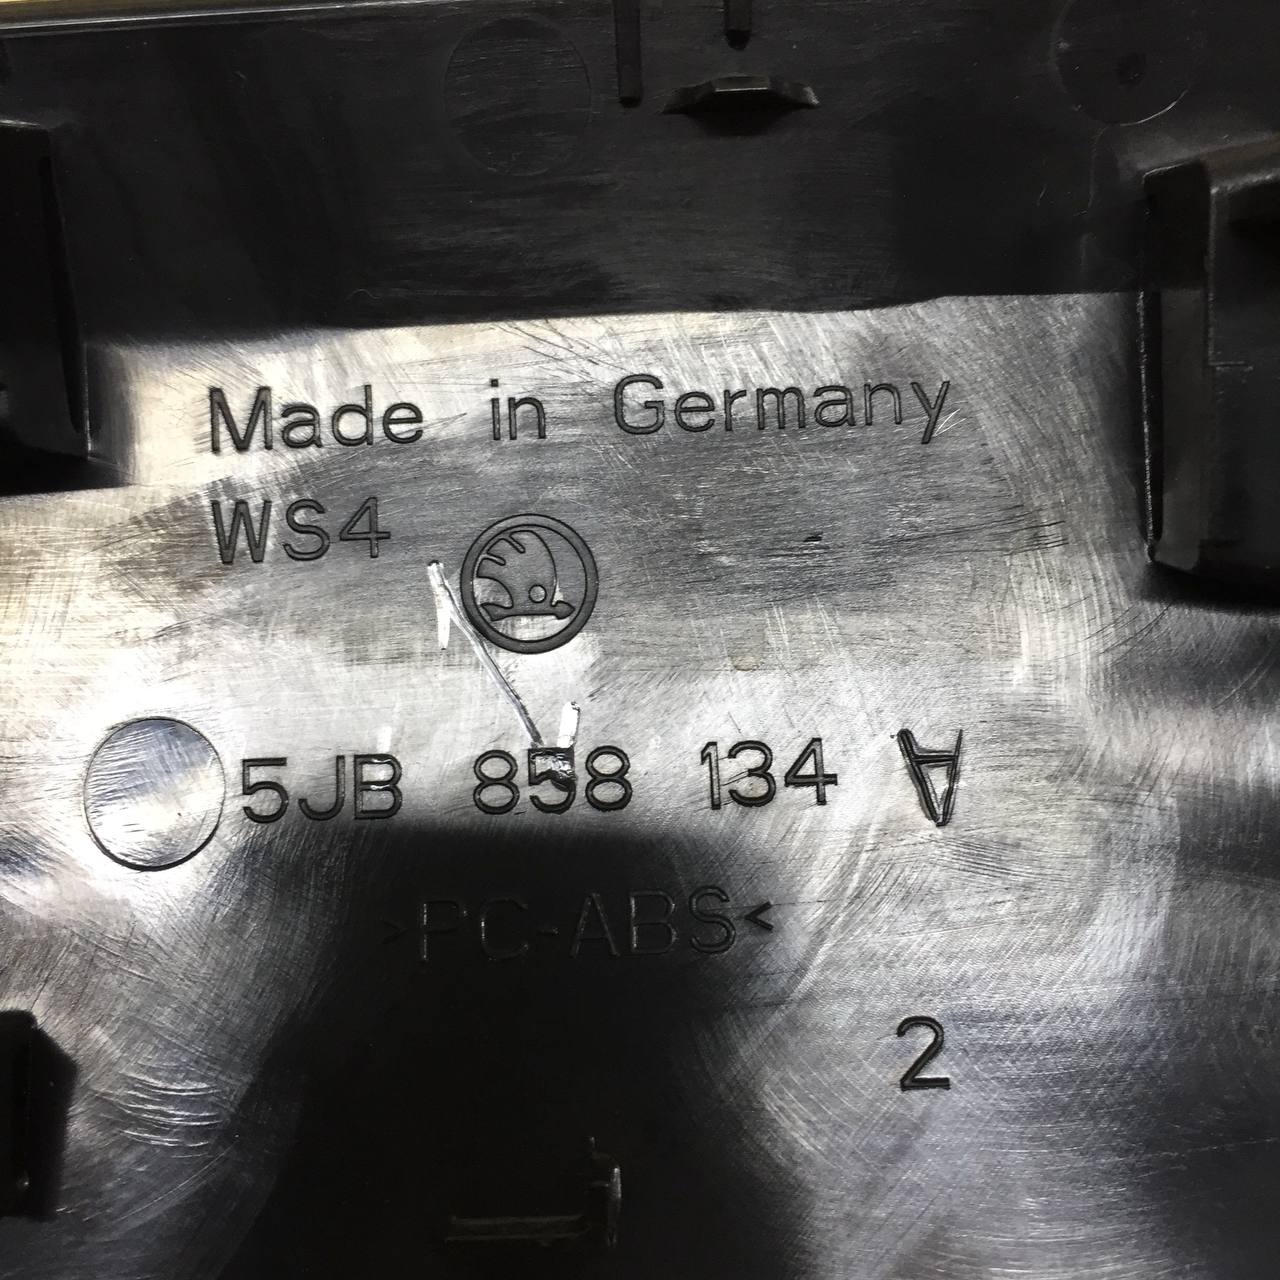 Made in Germany
WS4
5JB 858 134 A
>PC-ABS<
2